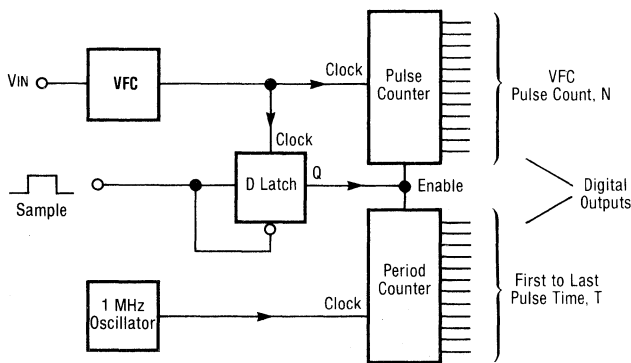 VIN
VFC
Clock
Pulse
Counter
VFC
Pulse Count, N
Clock
Sample
D Latch
Q
Enable
Digital
Outputs
1 MHz
Oscillator
Clock
Period
Counter
First to Last
Pulse Time, T